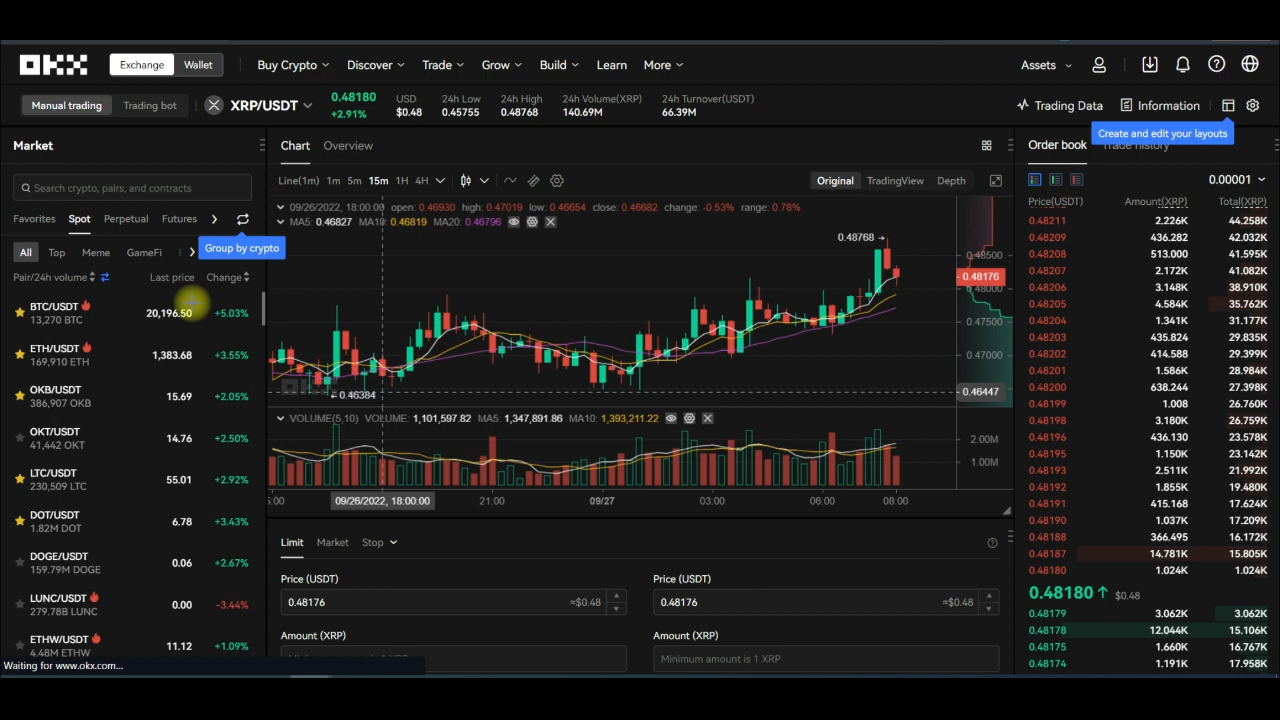 OKX Exchange Wallet Buy Crypto Discover Trade Grow Build Learn More Assets
Manual trading Trading bot XRP/USDT 0.48180 +2.91%
USD $0.48
24h Low 0.45755
24h High 0.48768
24h Volume(XRP) 140.69M
24h Turnover(USDT) 66.39M
Trading Data Information
Create and edit your layouts
Market
Search crypto, pairs, and contracts
Favorites Spot Perpetual Futures
Group by crypto
All Top Meme GameFi
Pair/24h volume Last price Change
BTC/USDT 20,196.50 +5.03%
13,270 BTC
ETH/USDT 1,383.68 +3.55%
169,910 ETH
OKB/USDT 15.69 +2.05%
386,907 OKB
OKT/USDT 14.76 +2.50%
41,442 OKT
LTC/USDT 55.01 +2.92%
230,509 LTC
DOT/USDT 6.78 +3.43%
1.82M DOT
DOGE/USDT 0.06 +2.67%
159.79M DOGE
LUNC/USDT 0.00 -3.44%
279.78B LUNC
ETHW/USDT 11.12 +1.09%
4.48M ETHW
Waiting for www.okx.com...
Chart Overview
Line(1m) 1m 5m 15m 1H 4H Original TradingView Depth
09/26/2022, 18:00:00 open: 0.46930 high: 0.47019 low: 0.46654 close: 0.46682 change: -0.53% range: 0.78%
MA5: 0.46827 MA10: 0.46819 MA20: 0.46796
0.48768
0.48500
0.48176
0.48000
0.47500
0.47000
0.46447
0.46384
VOLUME(5,10) VOLUME: 1,101,597.82 MA5: 1,347,891.86 MA10: 1,393,211.22
2.00M
1.00M
5:00 09/26/2022, 18:00:00 21:00 09/27 03:00 06:00 08:00
Limit Market Stop
Price (USDT) Price (USDT)
0.48176 ≈$0.48 0.48176 ≈$0.48
Amount (XRP) Amount (XRP)
Minimum amount is 1 XRP Minimum amount is 1 XRP
Order book Trade history
0.00001
Price(USDT) Amount(XRP) Total(XRP)
0.48211 2.226K 44.258K
0.48209 436.282 42.032K
0.48208 513.000 41.595K
0.48207 2.172K 41.082K
0.48206 3.148K 38.910K
0.48205 4.584K 35.762K
0.48204 1.341K 31.177K
0.48203 435.824 29.835K
0.48202 414.588 29.399K
0.48201 1.586K 28.984K
0.48200 638.244 27.398K
0.48199 1.008 26.760K
0.48198 3.180K 26.759K
0.48196 436.130 23.578K
0.48195 1.150K 23.142K
0.48193 2.511K 21.992K
0.48192 1.855K 19.480K
0.48191 415.168 17.624K
0.48190 1.037K 17.209K
0.48188 366.495 16.172K
0.48187 14.781K 15.805K
0.48180 1.024K 1.024K
0.48180 $0.48
0.48179 3.062K 3.062K
0.48178 12.044K 15.106K
0.48175 1.660K 16.767K
0.48174 1.191K 17.958K